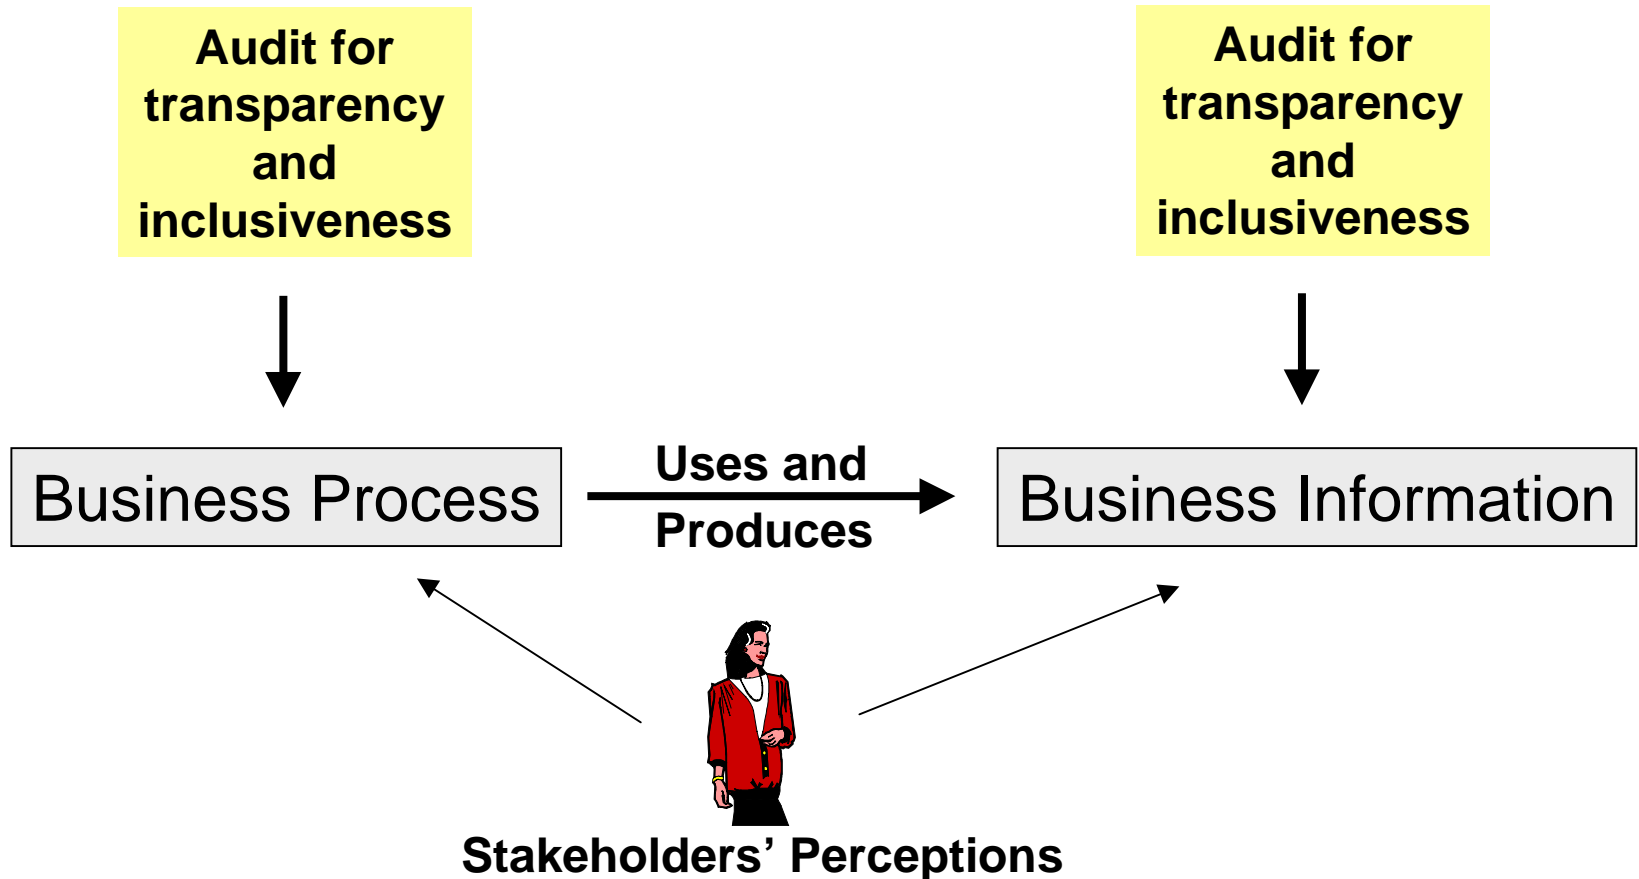 Audit for
transparency
and
inclusiveness
Audit for
transparency
and
inclusiveness
Business Process
Uses and
Produces
Business Information
Stakeholders’ Perceptions